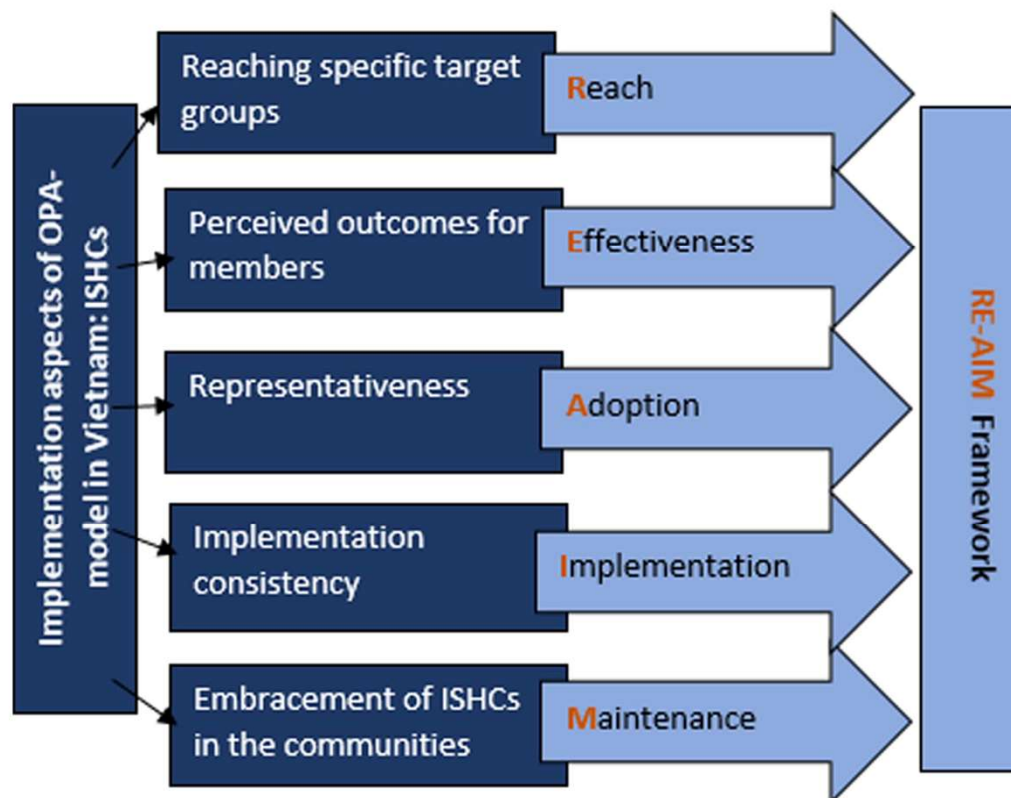 Implementation aspects of OPA-
model in Vietnam: ISHCs
Reaching specific target
groups
Reach
Perceived outcomes for
members
Effectiveness
Representativeness
Adoption
Implementation
consistency
Implementation
Embracement of ISHCs
in the communities
Maintenance
RE-AIM Framework